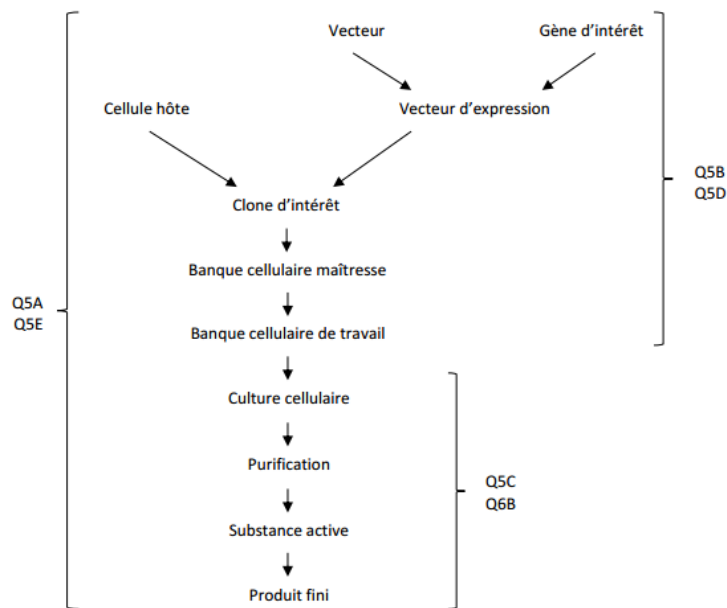 Vecteur
Gène d'intérêt
Cellule hôte
Vecteur d'expression
Q5B
Q5D
Clone d'intérêt
Banque cellulaire maîtresse
Q5A
Q5E
Banque cellulaire de travail
Culture cellulaire
Purification
Q5C
Q6B
Substance active
Produit fini